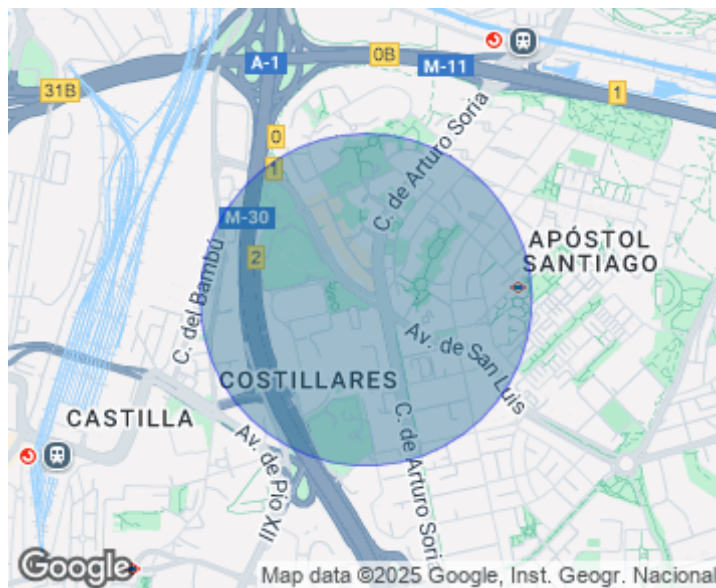 A-1
0B
M-11
31B
1
0
1
C. de Arturo Soria
M-30
2
C. del Bambú
APÓSTOL
SANTIAGO
Av. de San Luis
COSTILLARES
CASTILLA
Av. de Pío XII
C. de Arturo Soria
Google
Map data ©2025 Google, Inst. Geogr. Nacional